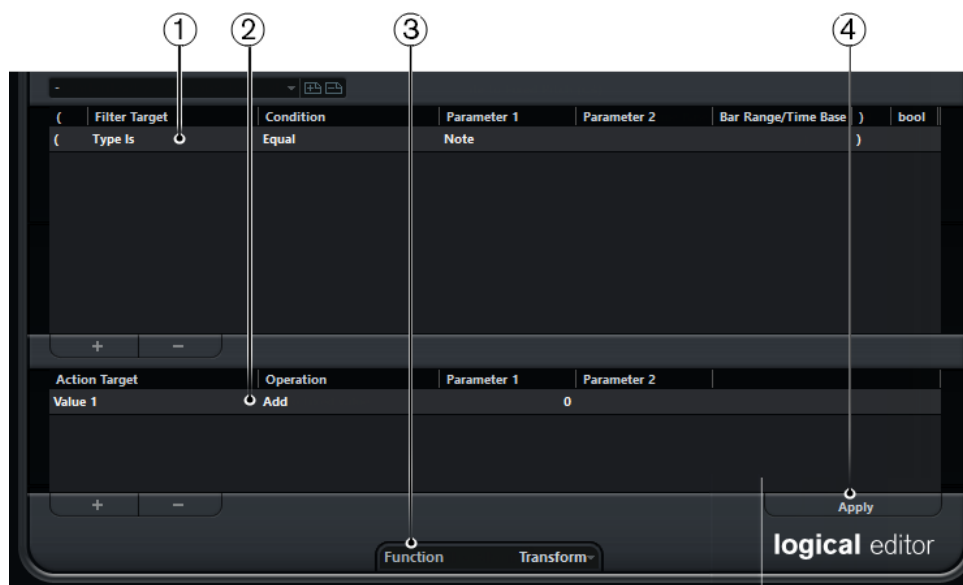 ① ② ③ ④
-
( Filter Target Condition Parameter 1 Parameter 2 Bar Range/Time Base ) bool
( Type Is Equal Note )
+ −
Action Target Operation Parameter 1 Parameter 2
Value 1 Add 0
+ − Apply
Function Transform
logical editor